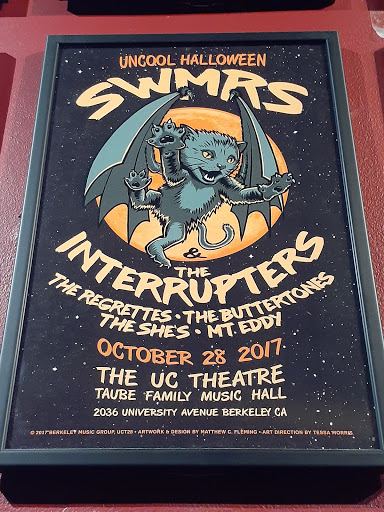 UNCOOL HALLOWEEN
SWMRS
&
THE
INTERRUPTERS
THE REGRETTES • THE BUTTERTONES
THE SHE'S • MT EDDY
OCTOBER 28 2017
THE UC THEATRE
TAUBE FAMILY MUSIC HALL
2036 UNIVERSITY AVENUE BERKELEY CA
© 2017 BERKELEY MUSIC GROUP, UCT28 • ARTWORK & DESIGN BY MATTHEW C. FLEMING • ART DIRECTION BY TESSA MORRIS